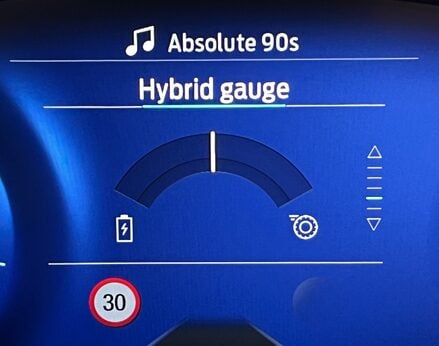 Absolute 90s
Hybrid gauge
30